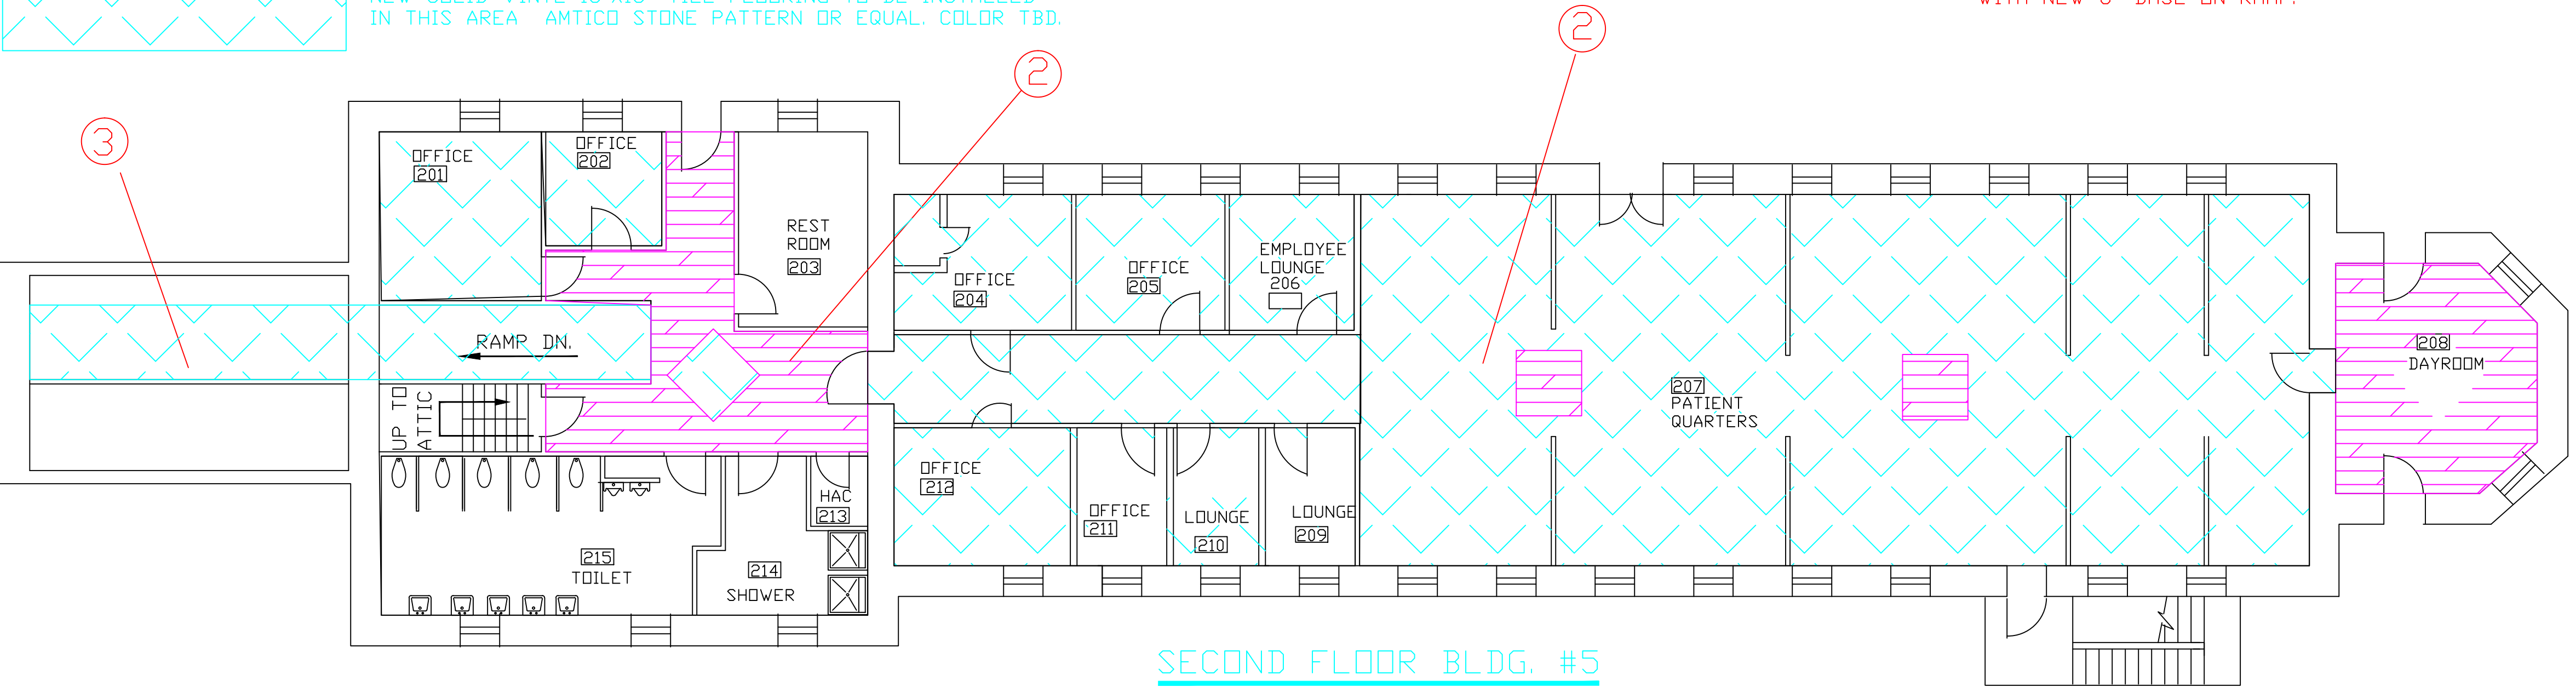 IN THIS AREA AMTICO STONE PATTERN OR EQUAL. COLOR TBD.
2
2
3
OFFICE
201
OFFICE
202
REST
ROOM
203
OFFICE
204
OFFICE
205
EMPLOYEE
LOUNGE
206
RAMP DN.
UP TO
ATTIC
207
PATIENT
QUARTERS
208
DAYROOM
OFFICE
212
OFFICE
211
LOUNGE
210
LOUNGE
209
HAC
213
215
TOILET
214
SHOWER
SECOND FLOOR BLDG. #5